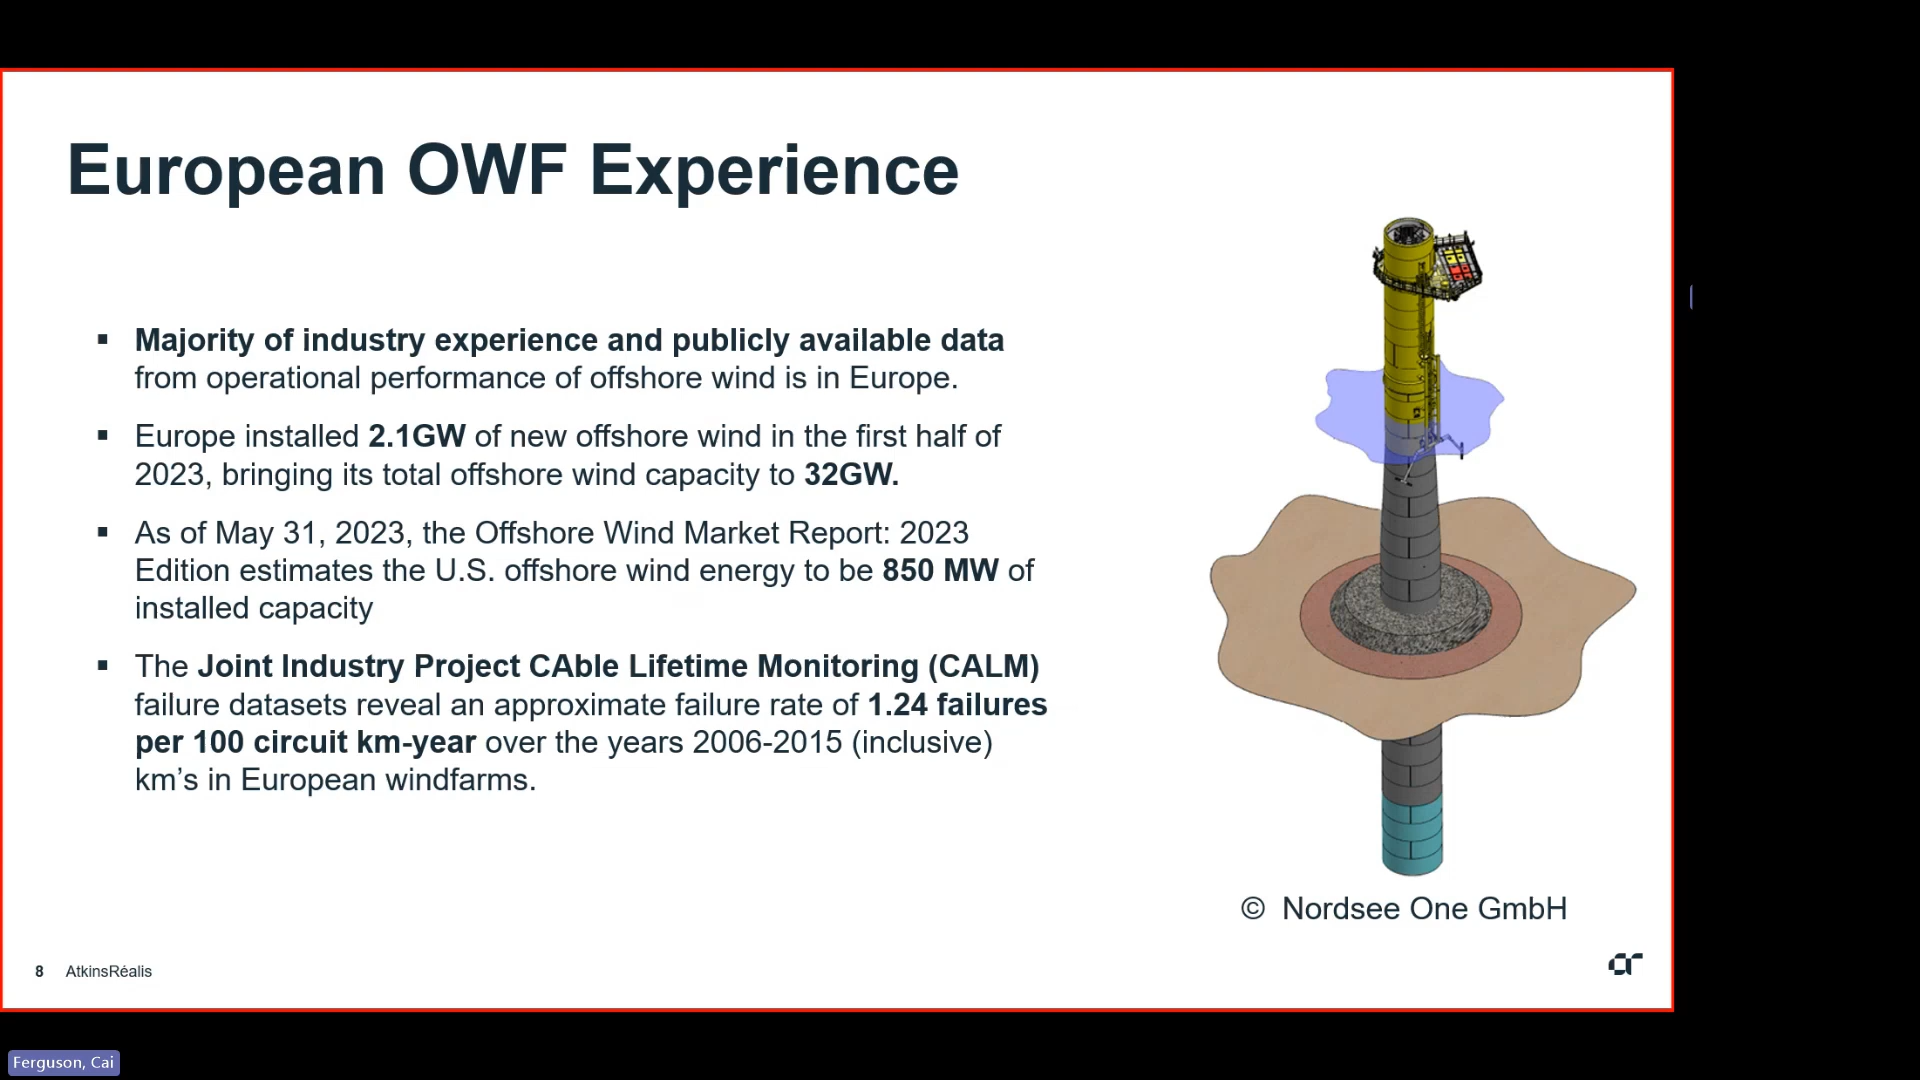 European OWF Experience
▪ Majority of industry experience and publicly available data
from operational performance of offshore wind is in Europe.
▪ Europe installed 2.1GW of new offshore wind in the first half of
2023, bringing its total offshore wind capacity to 32GW.
▪ As of May 31, 2023, the Offshore Wind Market Report: 2023
Edition estimates the U.S. offshore wind energy to be 850 MW of
installed capacity
▪ The Joint Industry Project CAble Lifetime Monitoring (CALM)
failure datasets reveal an approximate failure rate of 1.24 failures
per 100 circuit km-year over the years 2006-2015 (inclusive)
km’s in European windfarms.
© Nordsee One GmbH
8 AtkinsRéalis
Ferguson, Cai